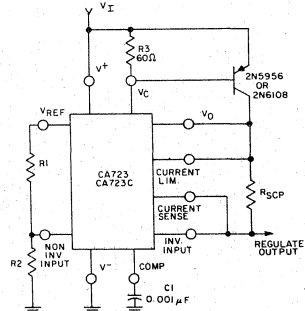 VI
R3
60Ω
2N5956
OR
2N6108
V+
VC
VREF
VO
R1
CA723
CA723C
CURRENT
LIM.
RSCP
CURRENT
SENSE
NON
INV
INPUT
INV.
INPUT
REGULATE
OUTPUT
R2
V-
COMP
C1
0.001μF